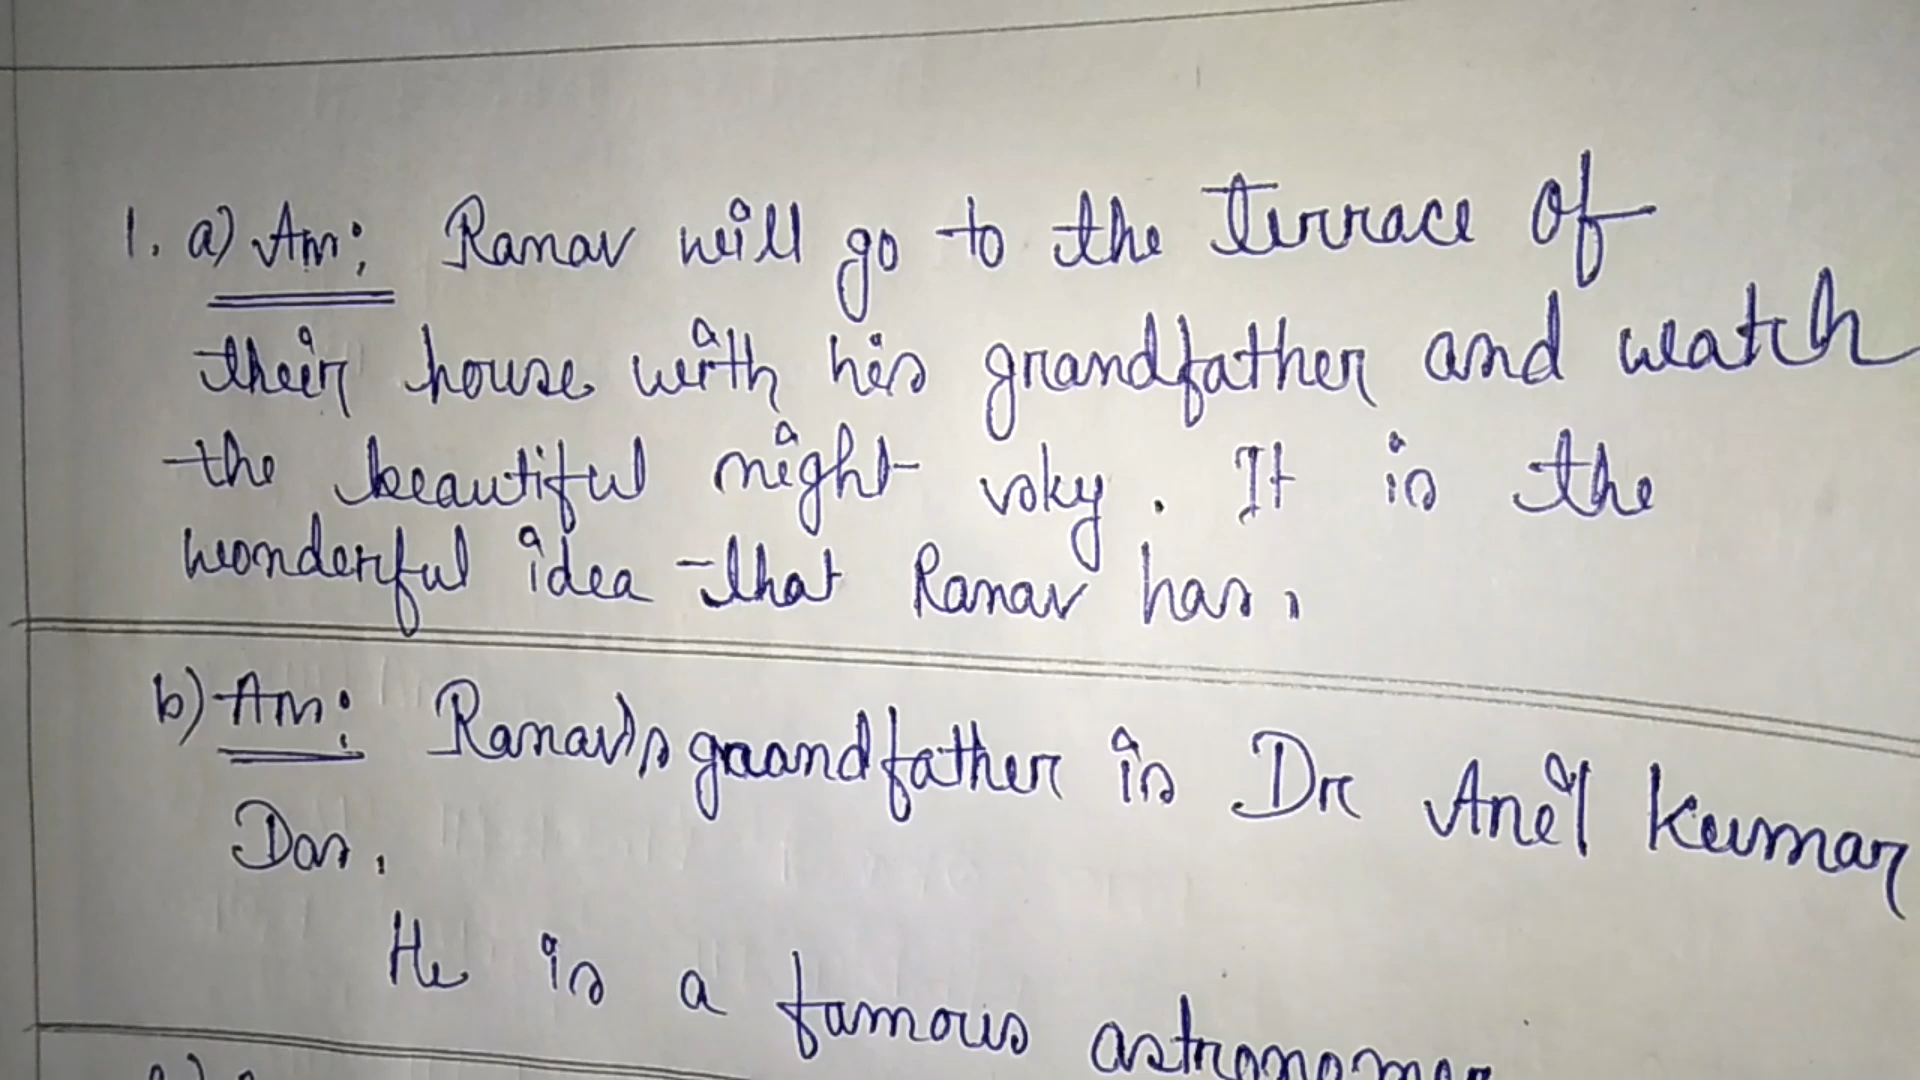 1. a) Ans: Ranav will go to the terrace of
their house with his grandfather and watch
the beautiful night sky. It is the
wonderful idea that Ranav has.
b) Ans: Ranav's graandfather is Dr Anil Kumar
Das.
He is a famous astronomer